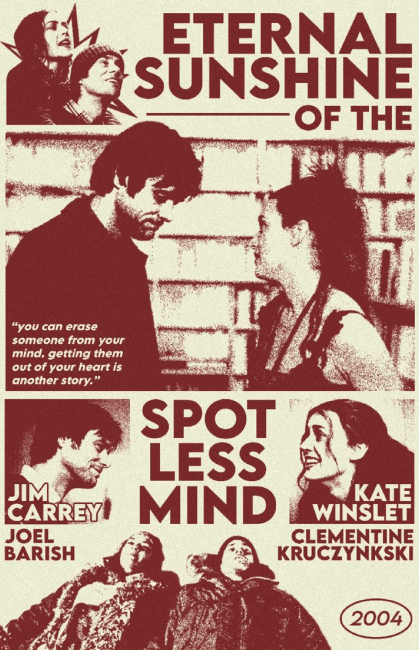 ETERNAL
SUNSHINE
OF THE
"you can erase
someone from your
mind. getting them
out of your heart is
another story."
SPOT
LESS
MIND
JIM
CARREY
JOEL
BARISH
KATE
WINSLET
CLEMENTINE
KRUCZYNKSKI
2004